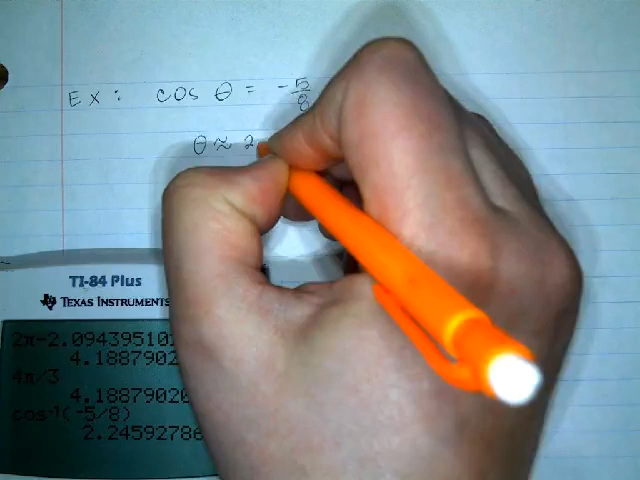 Ex: cos θ = -5/8
θ ≈ 2
TI-84 Plus
TEXAS INSTRUMENTS
2π-2.09439510
4.1887902
4π/3
4.18879020
cos⁻¹(-5/8)
2.24592786